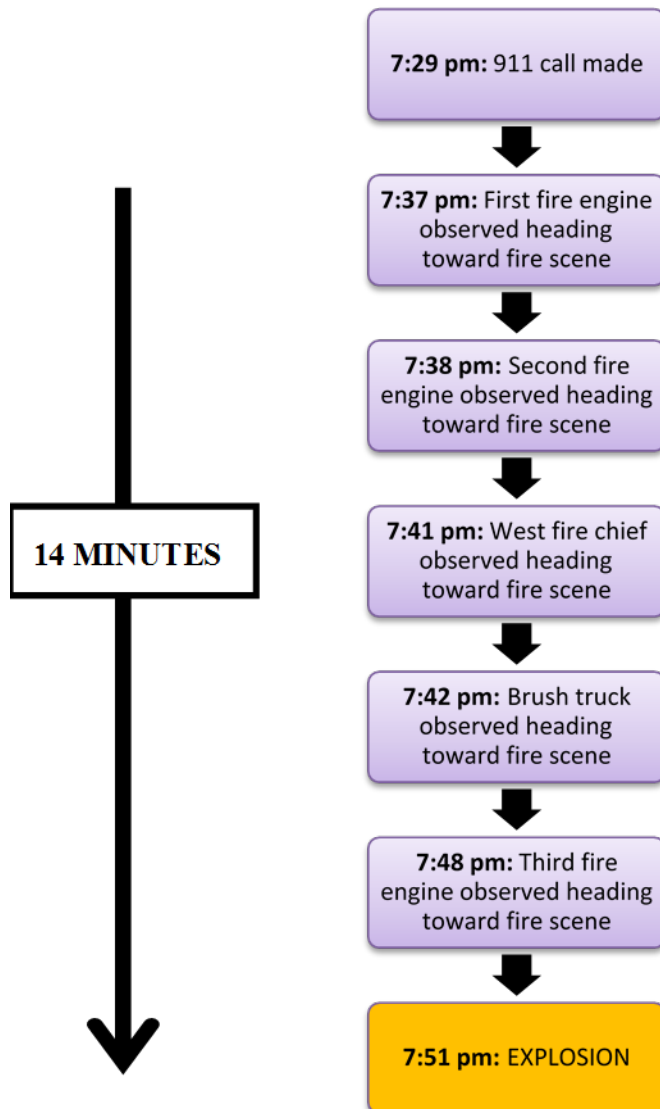 7:29 pm: 911 call made
7:37 pm: First fire engine
observed heading
toward fire scene
7:38 pm: Second fire
engine observed heading
toward fire scene
14 MINUTES
7:41 pm: West fire chief
observed heading
toward fire scene
7:42 pm: Brush truck
observed heading
toward fire scene
7:48 pm: Third fire
engine observed heading
toward fire scene
7:51 pm: EXPLOSION